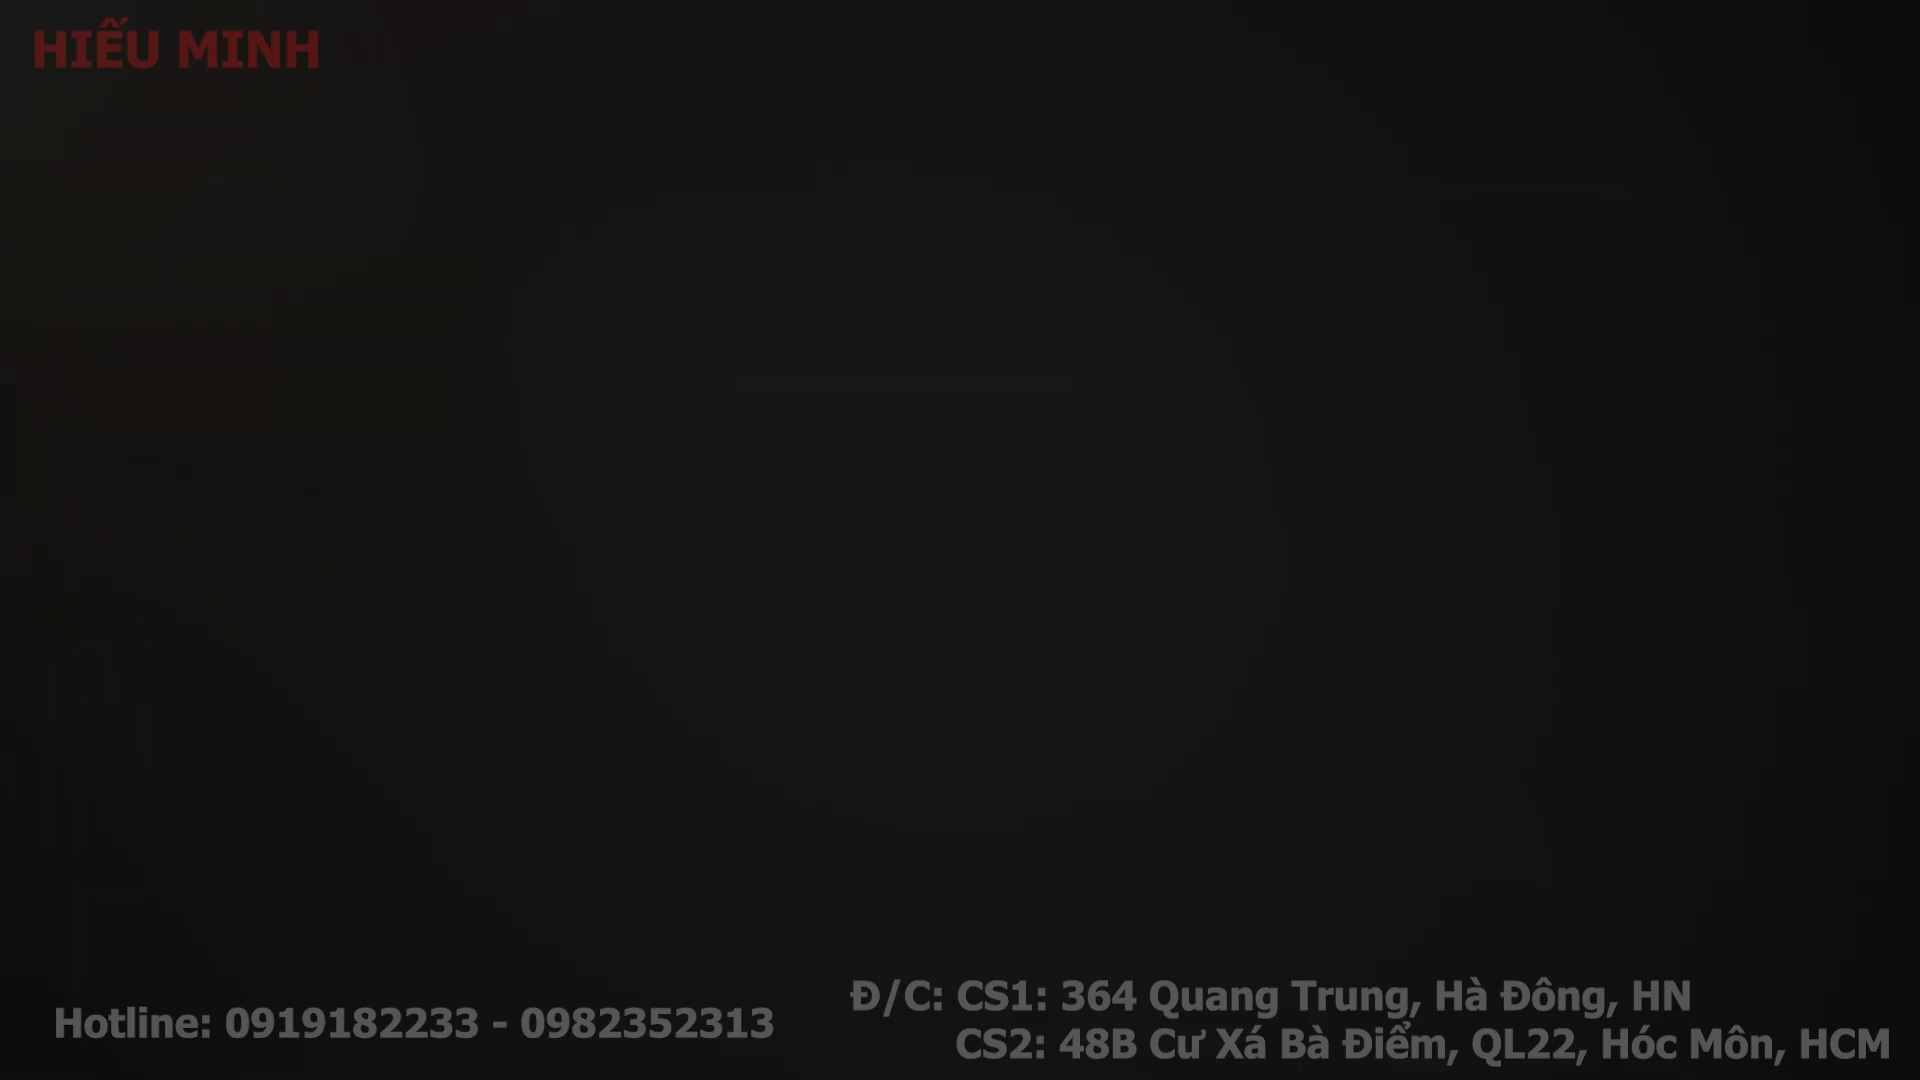 HIẾU MINH
Hotline: 0919182233 - 0982352313
Đ/C: CS1: 364 Quang Trung, Hà Đông, HN
CS2: 48B Cư Xá Bà Điểm, QL22, Hóc Môn, HCM